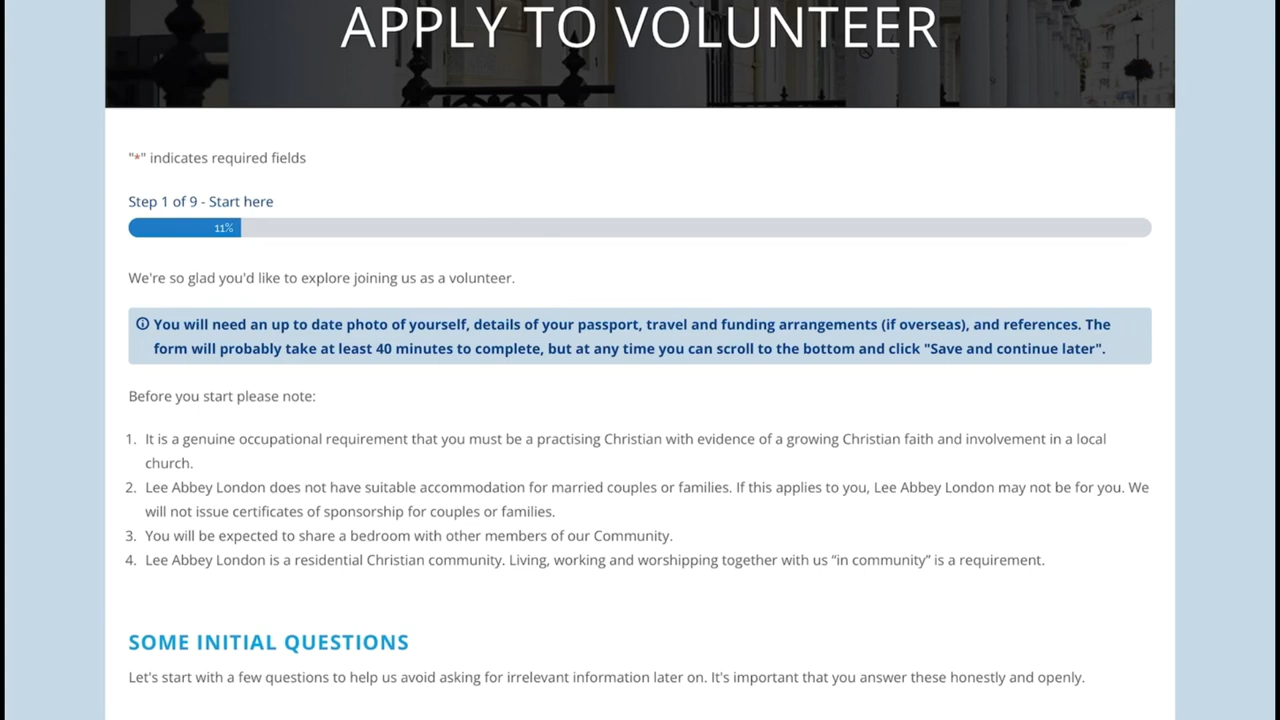 APPLY TO VOLUNTEER
"*" indicates required fields
Step 1 of 9 - Start here
11%
We're so glad you'd like to explore joining us as a volunteer.
You will need an up to date photo of yourself, details of your passport, travel and funding arrangements (if overseas), and references. The
form will probably take at least 40 minutes to complete, but at any time you can scroll to the bottom and click "Save and continue later".
Before you start please note:
1. It is a genuine occupational requirement that you must be a practising Christian with evidence of a growing Christian faith and involvement in a local
church.
2. Lee Abbey London does not have suitable accommodation for married couples or families. If this applies to you, Lee Abbey London may not be for you. We
will not issue certificates of sponsorship for couples or families.
3. You will be expected to share a bedroom with other members of our Community.
4. Lee Abbey London is a residential Christian community. Living, working and worshipping together with us “in community” is a requirement.
SOME INITIAL QUESTIONS
Let's start with a few questions to help us avoid asking for irrelevant information later on. It's important that you answer these honestly and openly.